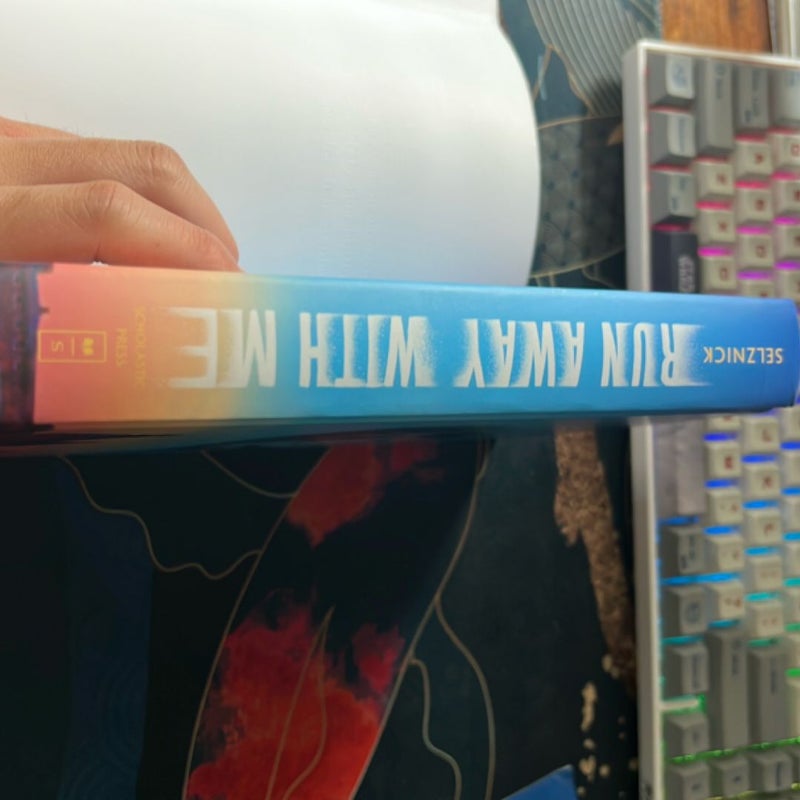 SELZNICK
RUN AWAY WITH ME
SCHOLASTIC
PRESS
S